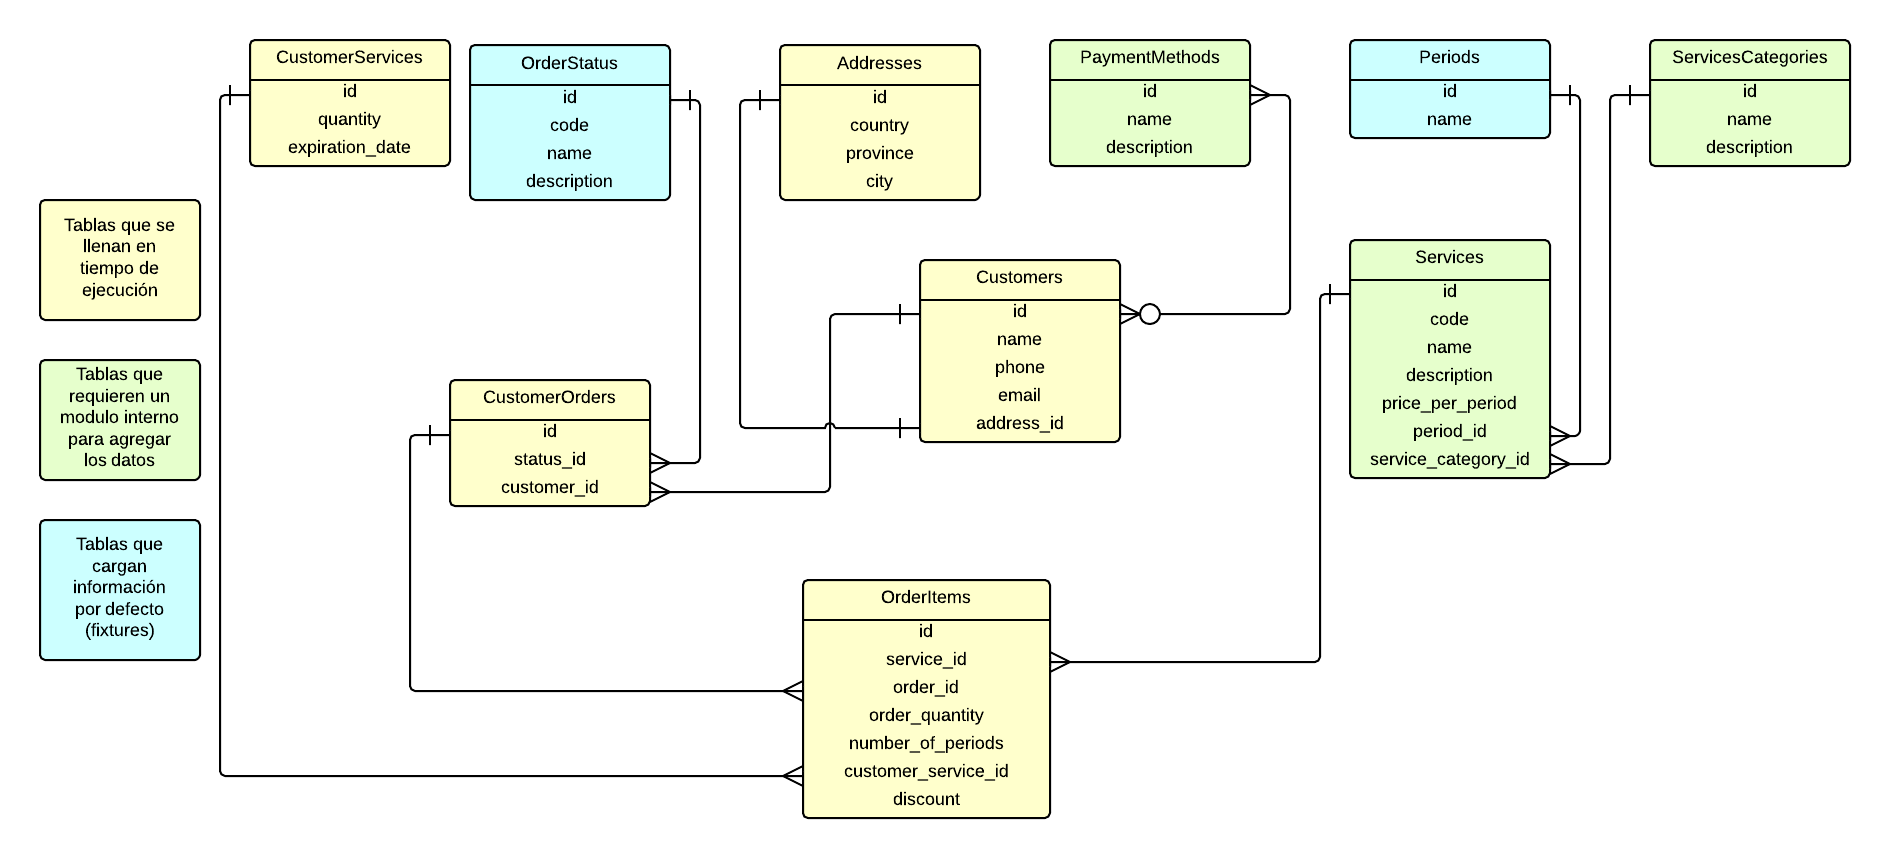 CustomerServices
id
quantity
expiration_date
OrderStatus
id
code
name
description
Addresses
id
country
province
city
PaymentMethods
id
name
description
Periods
id
name
ServicesCategories
id
name
description
Tablas que se
llenan en
tiempo de
ejecución
Tablas que
requieren un
modulo interno
para agregar
los datos
Tablas que
cargan
información
por defecto
(fixtures)
CustomerOrders
id
status_id
customer_id
Customers
id
name
phone
email
address_id
Services
id
code
name
description
price_per_period
period_id
service_category_id
OrderItems
id
service_id
order_id
order_quantity
number_of_periods
customer_service_id
discount